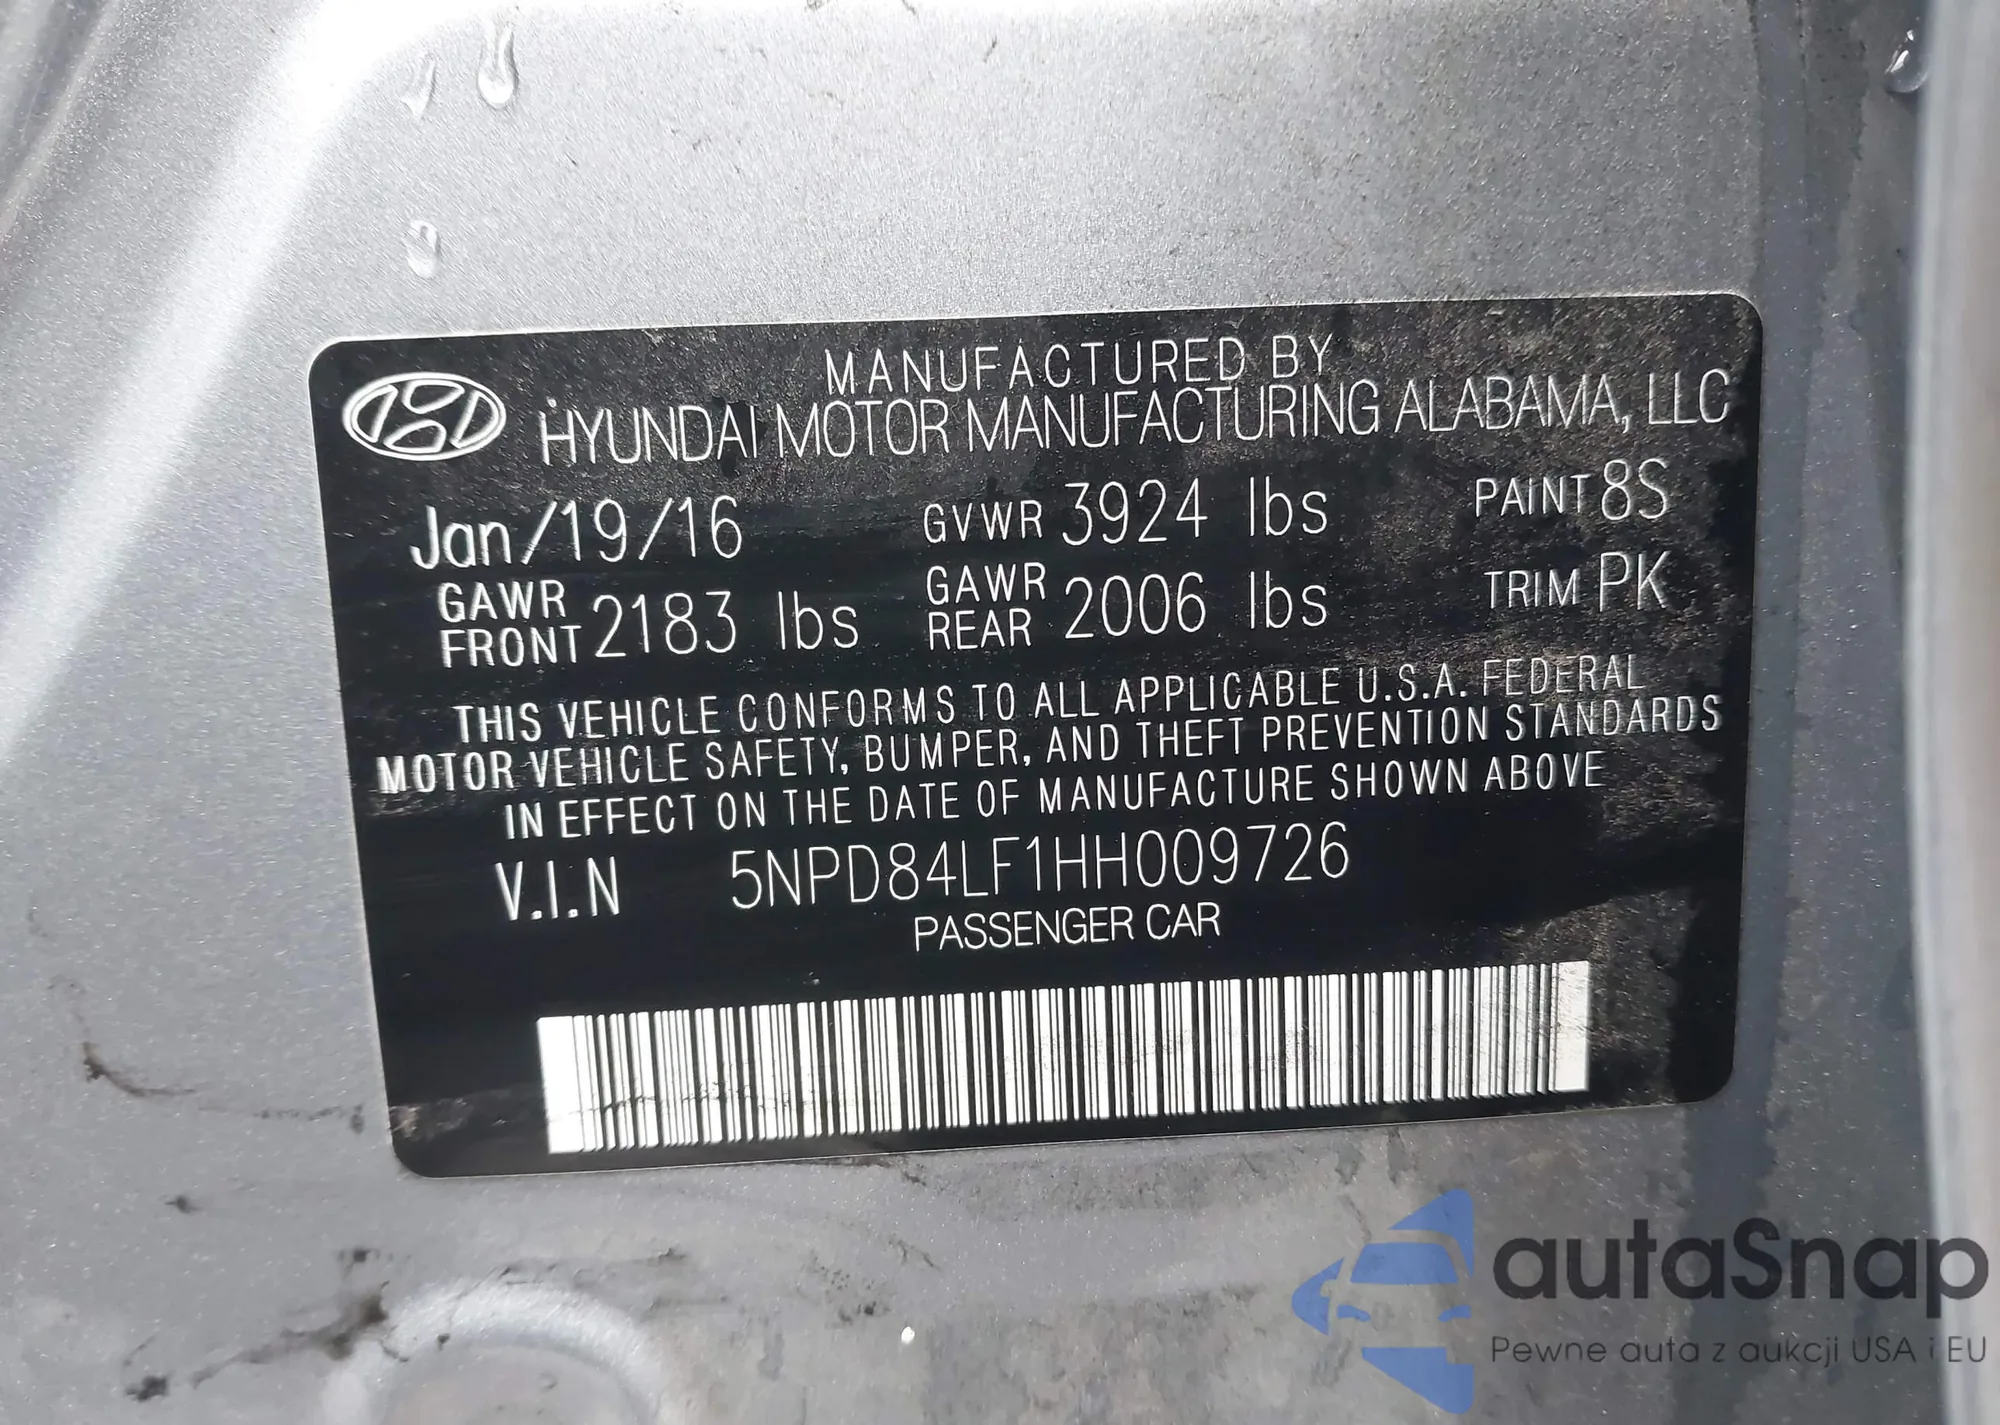 MANUFACTURED BY
HYUNDAI MOTOR MANUFACTURING ALABAMA, LLC
Jan/19/16 GVWR 3924 lbs PAINT 8S
GAWR FRONT 2183 lbs GAWR REAR 2006 lbs TRIM PK
THIS VEHICLE CONFORMS TO ALL APPLICABLE U.S.A. FEDERAL
MOTOR VEHICLE SAFETY, BUMPER, AND THEFT PREVENTION STANDARDS
IN EFFECT ON THE DATE OF MANUFACTURE SHOWN ABOVE
V.I.N 5NPD84LF1HH009726
PASSENGER CAR
autaSnap
Pewne auta z aukcji USA i EU